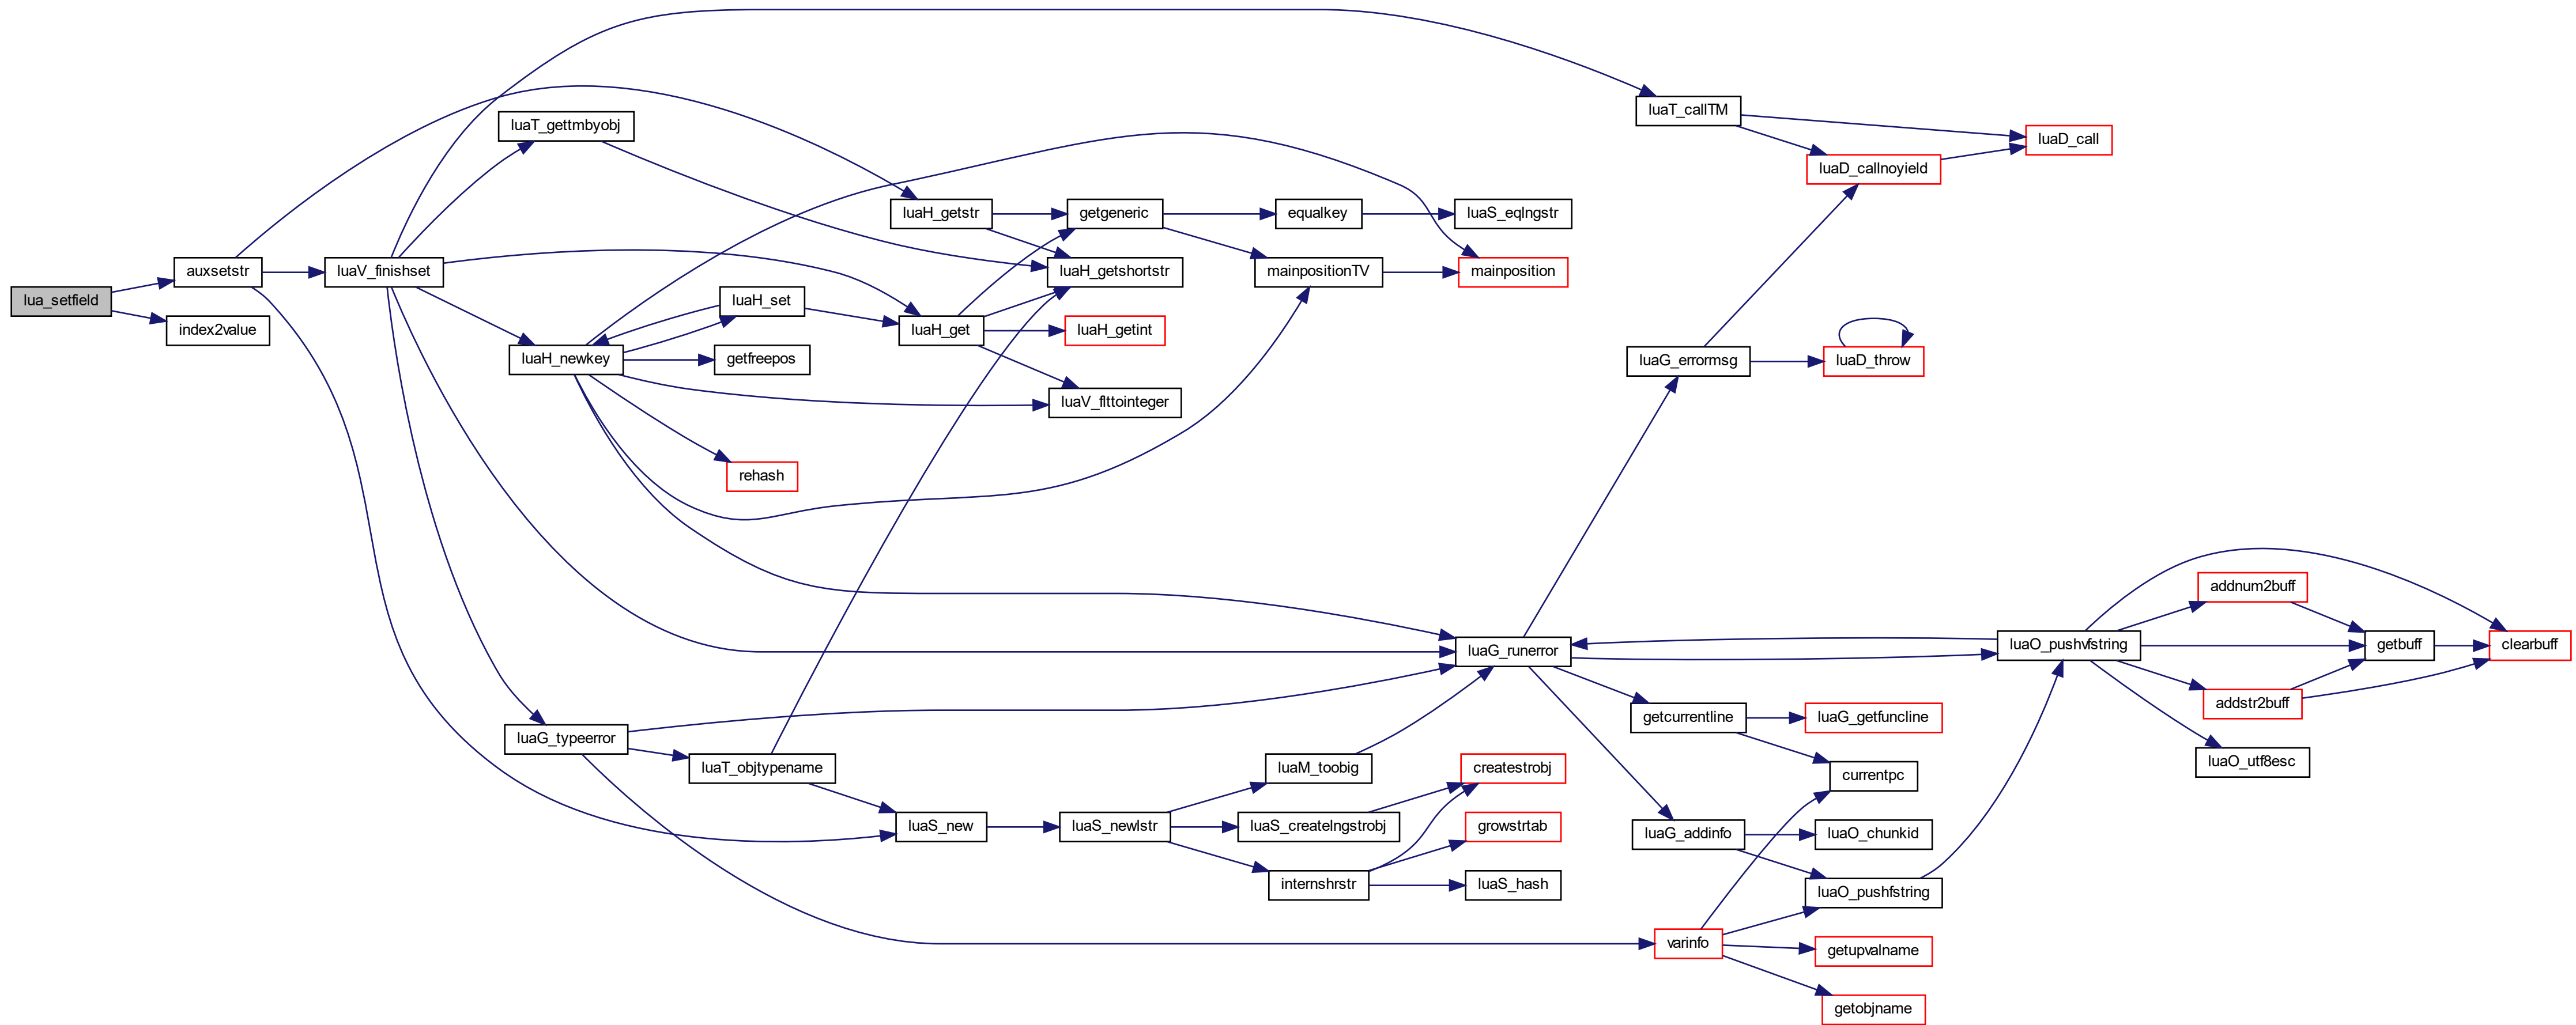 lua_setfield
auxsetstr
index2value
luaV_finishset
luaT_gettmbyobj
luaH_newkey
luaG_typeerror
luaH_set
getfreepos
rehash
luaT_objtypename
luaH_getstr
luaH_get
luaS_new
getgeneric
luaH_getshortstr
luaH_getint
luaV_flttointeger
luaS_newlstr
equalkey
mainpositionTV
luaM_toobig
luaS_createlngstrobj
internshrstr
luaS_eqlngstr
mainposition
luaG_runerror
createstrobj
growstrtab
luaS_hash
luaT_callTM
luaG_errormsg
getcurrentline
luaG_addinfo
varinfo
luaD_callnoyield
luaD_throw
luaG_getfuncline
currentpc
luaO_chunkid
luaO_pushfstring
getupvalname
getobjname
luaD_call
luaO_pushvfstring
addnum2buff
addstr2buff
luaO_utf8esc
getbuff
clearbuff